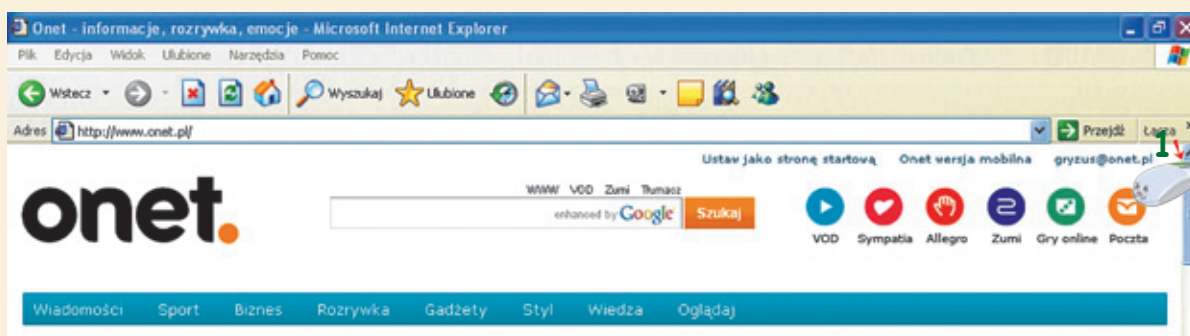 Onet - informacje, rozrywka, emocje - Microsoft Internet Explorer
Plik Edycja Widok Ulubione Narzędzia Pomoc
Wstecz Wyszukaj Ulubione
Adres http://www.onet.pl/ Przejdź Łącza »
1
Ustaw jako stronę startową Onet wersja mobilna gryzus@onet.pl
onet.
WWW VOD Zumi Tłumacz
enhanced by Google Szukaj
VOD Sympatia Allegro Zumi Gry online Poczta
Wiadomości Sport Biznes Rozrywka Gadżety Styl Wiedza Oglądaj